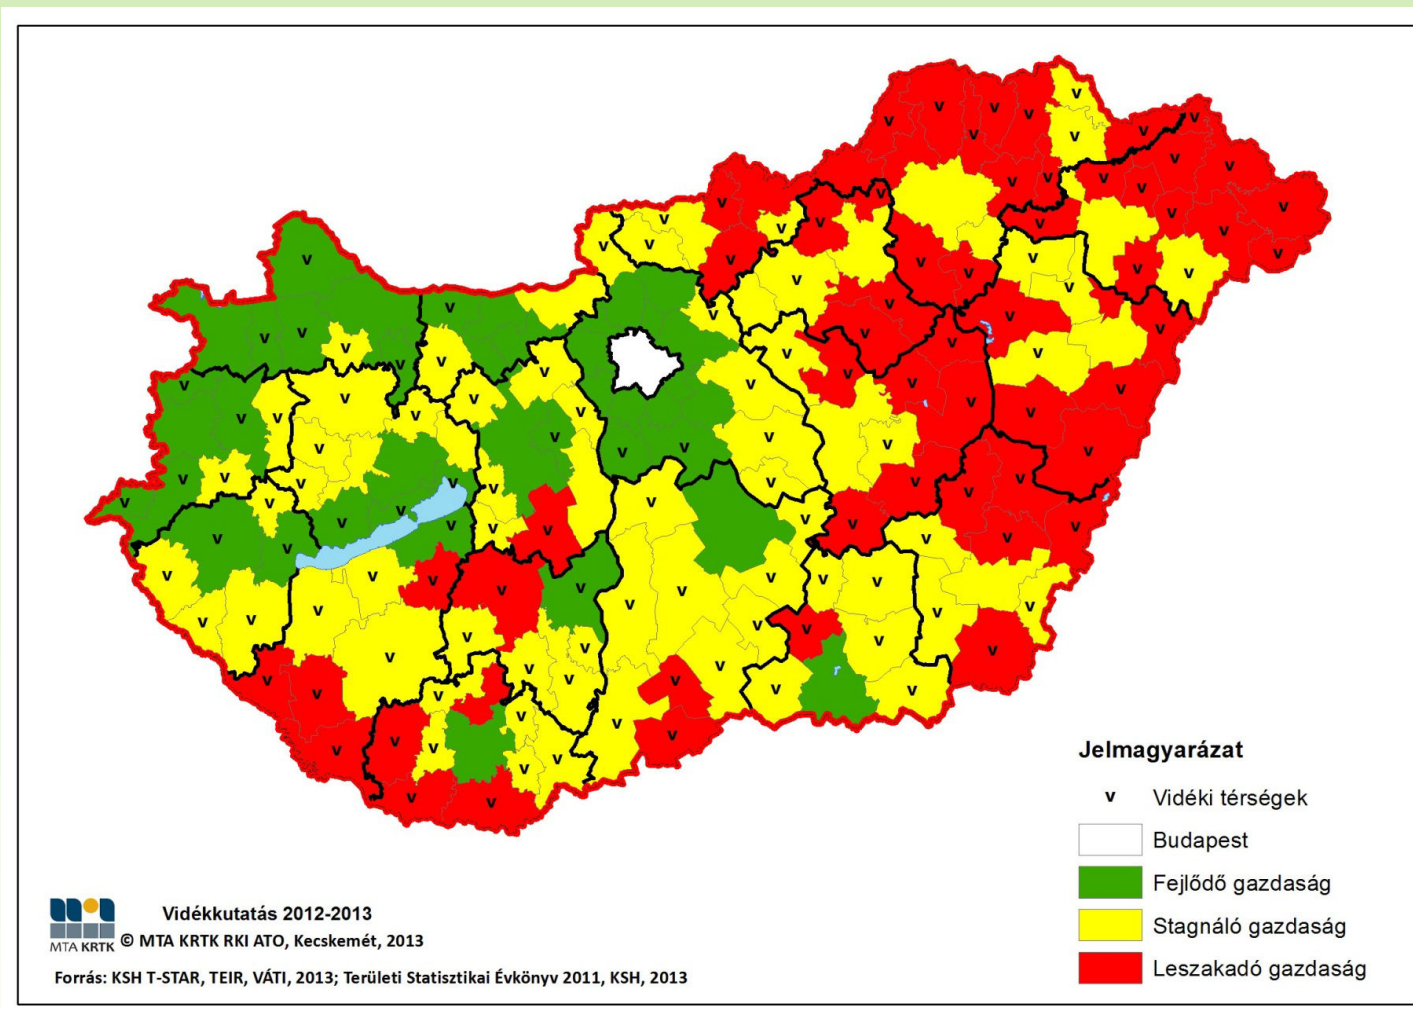 Jelmagyarázat
v Vidéki térségek
Budapest
Fejlődő gazdaság
Stagnáló gazdaság
Leszakadó gazdaság
MTA KRTK
Vidékkutatás 2012-2013
© MTA KRTK RKI ATO, Kecskemét, 2013
Forrás: KSH T-STAR, TEIR, VÁTI, 2013; Területi Statisztikai Évkönyv 2011, KSH, 2013